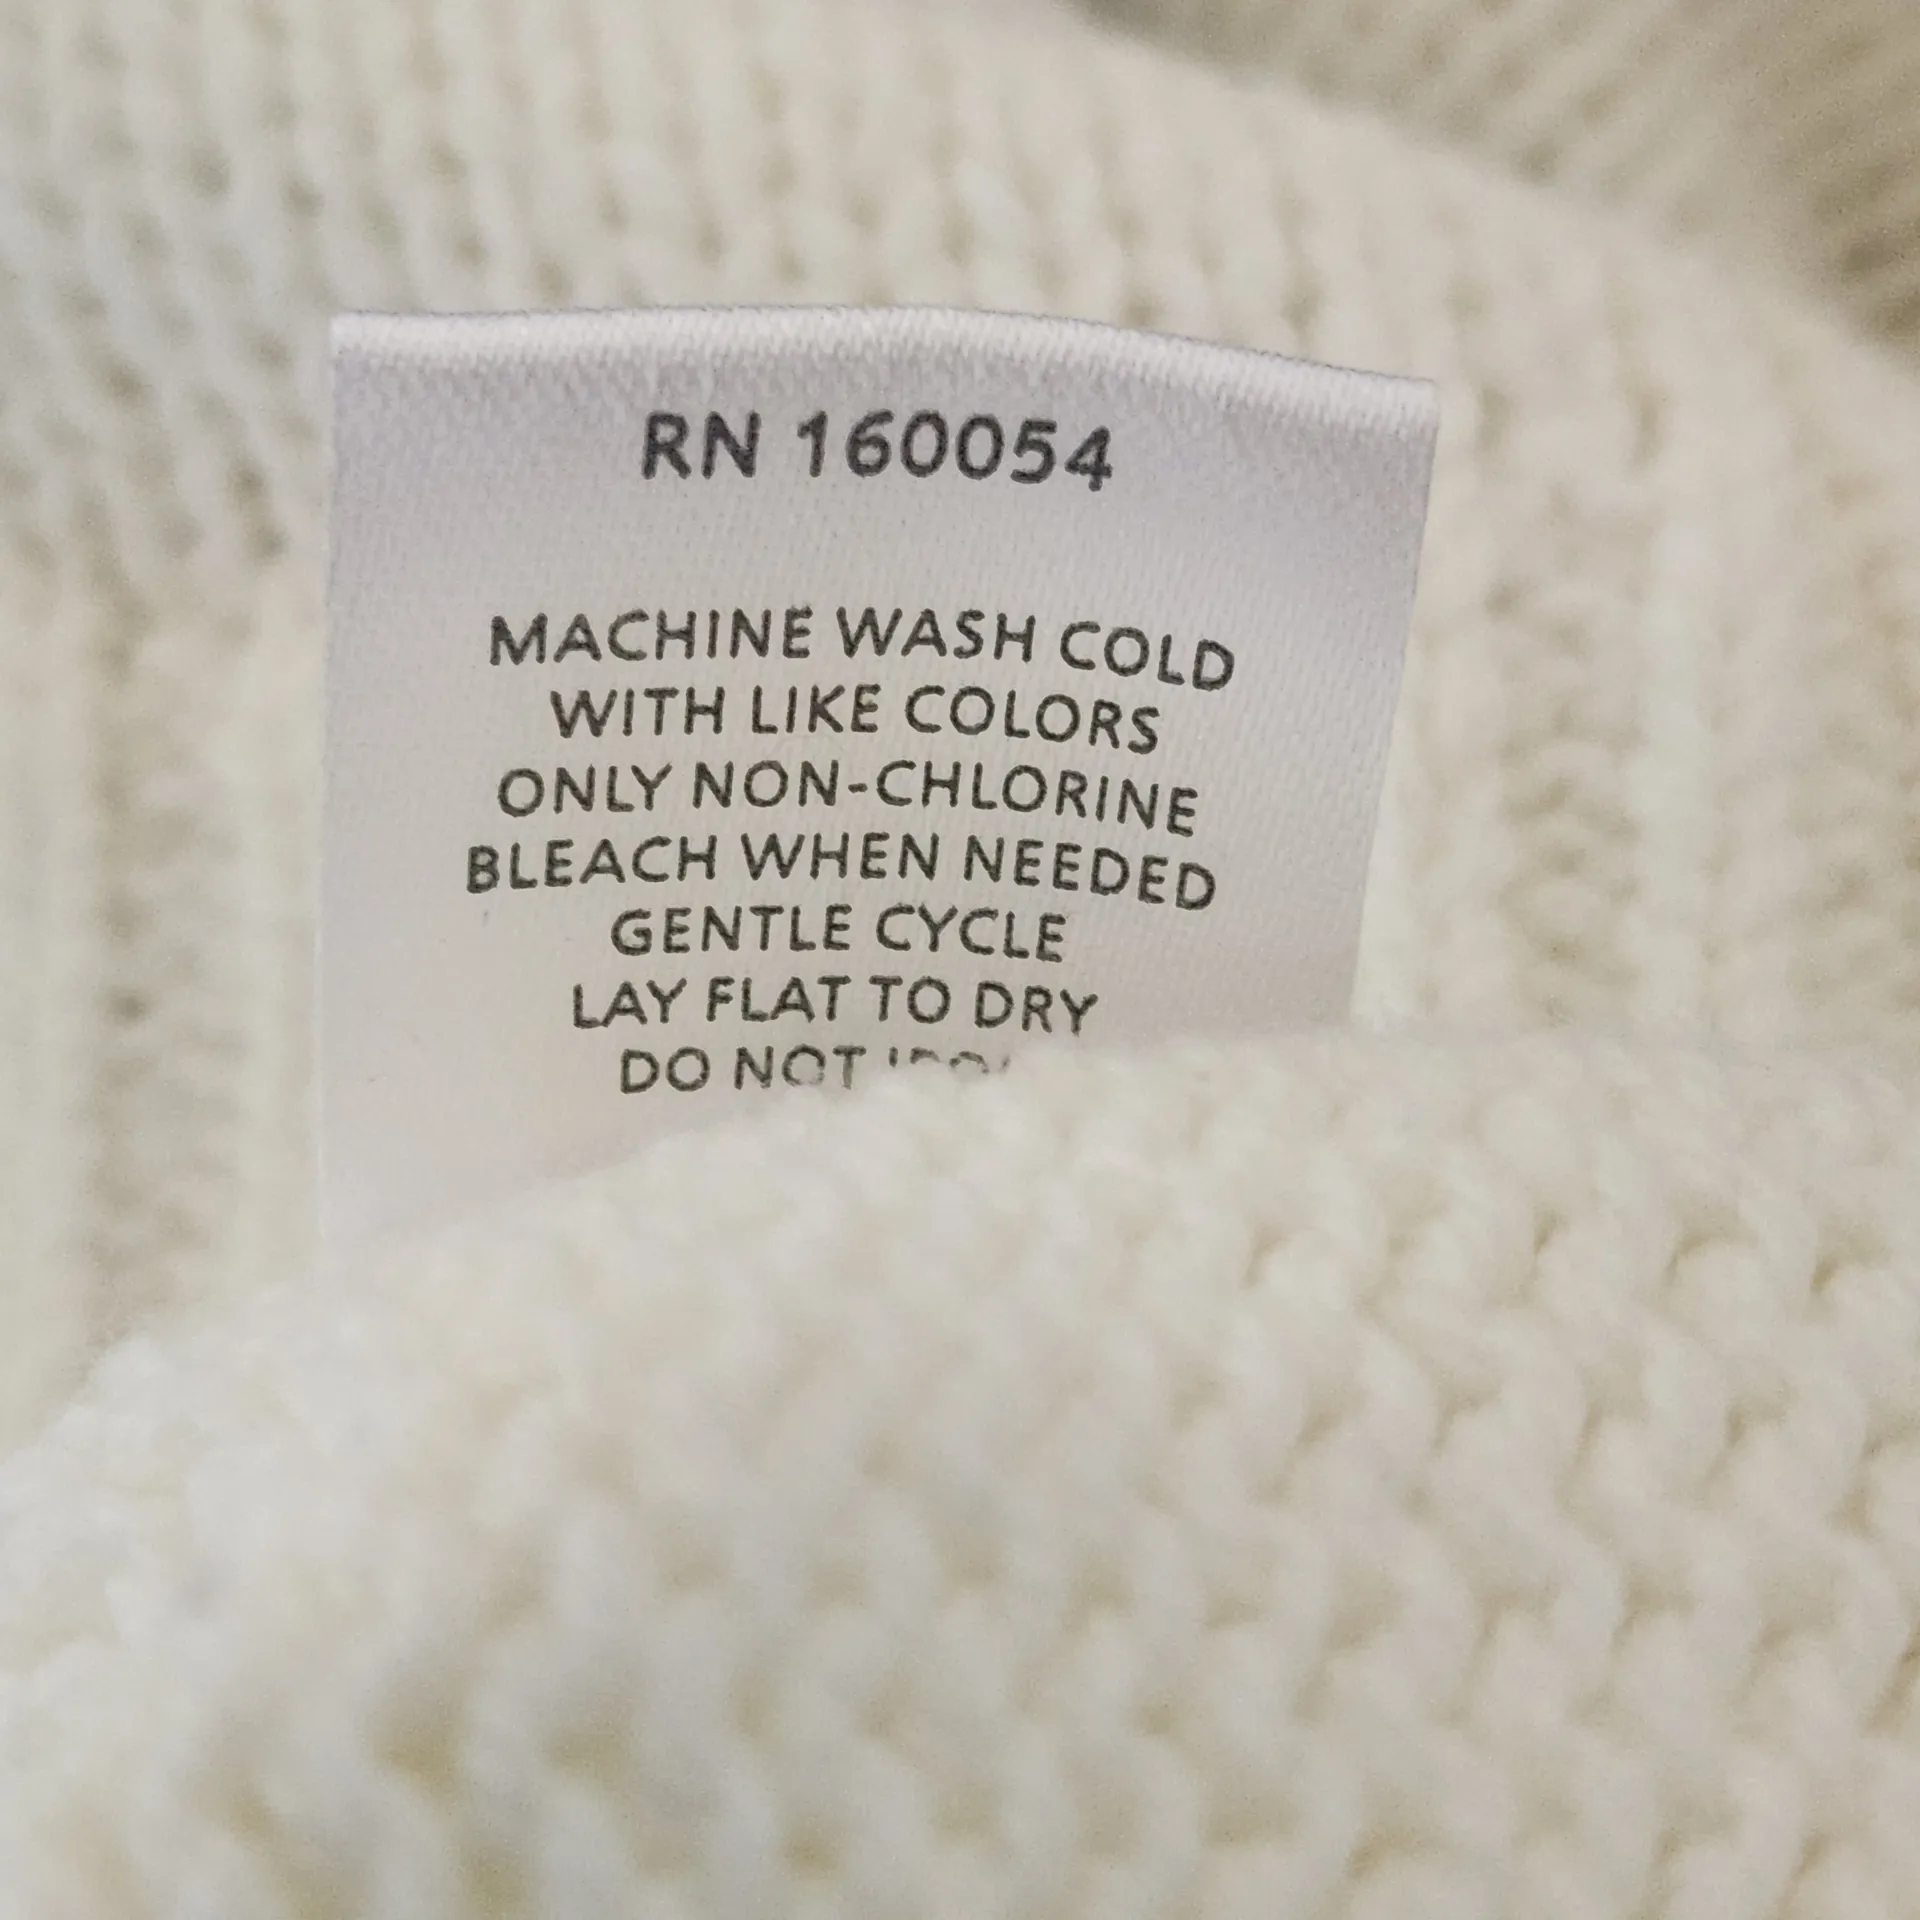 RN 160054
MACHINE WASH COLD
WITH LIKE COLORS
ONLY NON-CHLORINE
BLEACH WHEN NEEDED
GENTLE CYCLE
LAY FLAT TO DRY
DO NOT